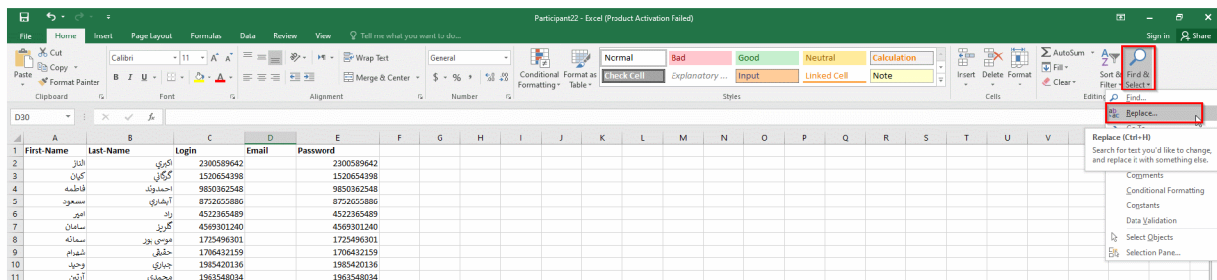 Participant22 - Excel (Product Activation Failed)
File Home Insert Page Layout Formulas Data Review View Tell me what you want to do... Sign in Share
Paste Cut Copy Format Painter Clipboard
Calibri 11 B I U Font
Wrap Text Merge & Center Alignment
General $ % Number
Conditional Formatting Format as Table
Normal Bad Good Neutral Calculation
Check Cell Explanatory ... Input Linked Cell Note
Styles
Insert Delete Format Cells
AutoSum Fill Clear Sort & Filter Find & Select Editing
D30 fx
Find...
Replace...
Replace (Ctrl+H)
Search for text you'd like to change, and replace it with something else.
Comments
Conditional Formatting
Constants
Data Validation
Select Objects
Selection Pane...
A B C D E F G H I J K L M N O P Q R S T U V
1 First-Name Last-Name Login Email Password
2 الناز اکبري 2300589642 2300589642
3 کیان گرگاني 1520654398 1520654398
4 فاطمه احمدوند 9850362548 9850362548
5 مسعود آبشاري 8752655886 8752655886
6 امیر راد 4522365489 4522365489
7 سامان گلریز 4569301240 4569301240
8 سمانه موسی پور 1725496301 1725496301
9 شهرام حقیقی 1706432159 1706432159
10 وحید جباري 1985420136 1985420136
11 آرتین محمدي 1963548034 1963548034